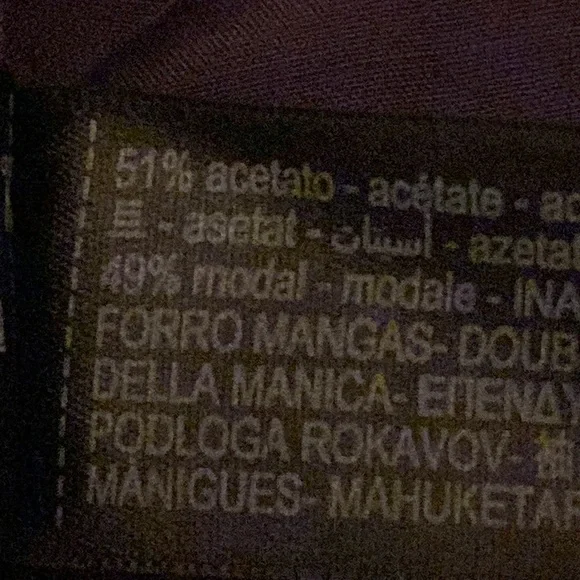 51% acetato - acétate - ac
- asetat - أسيتات - azetat
49% modal - modale - INA
FORRO MANGAS- DOUB
DELLA MANICA- ΕΠΕΝΔΥ
PODLOGA ROKAVOV-
MANIGUES- MAHUKETAP